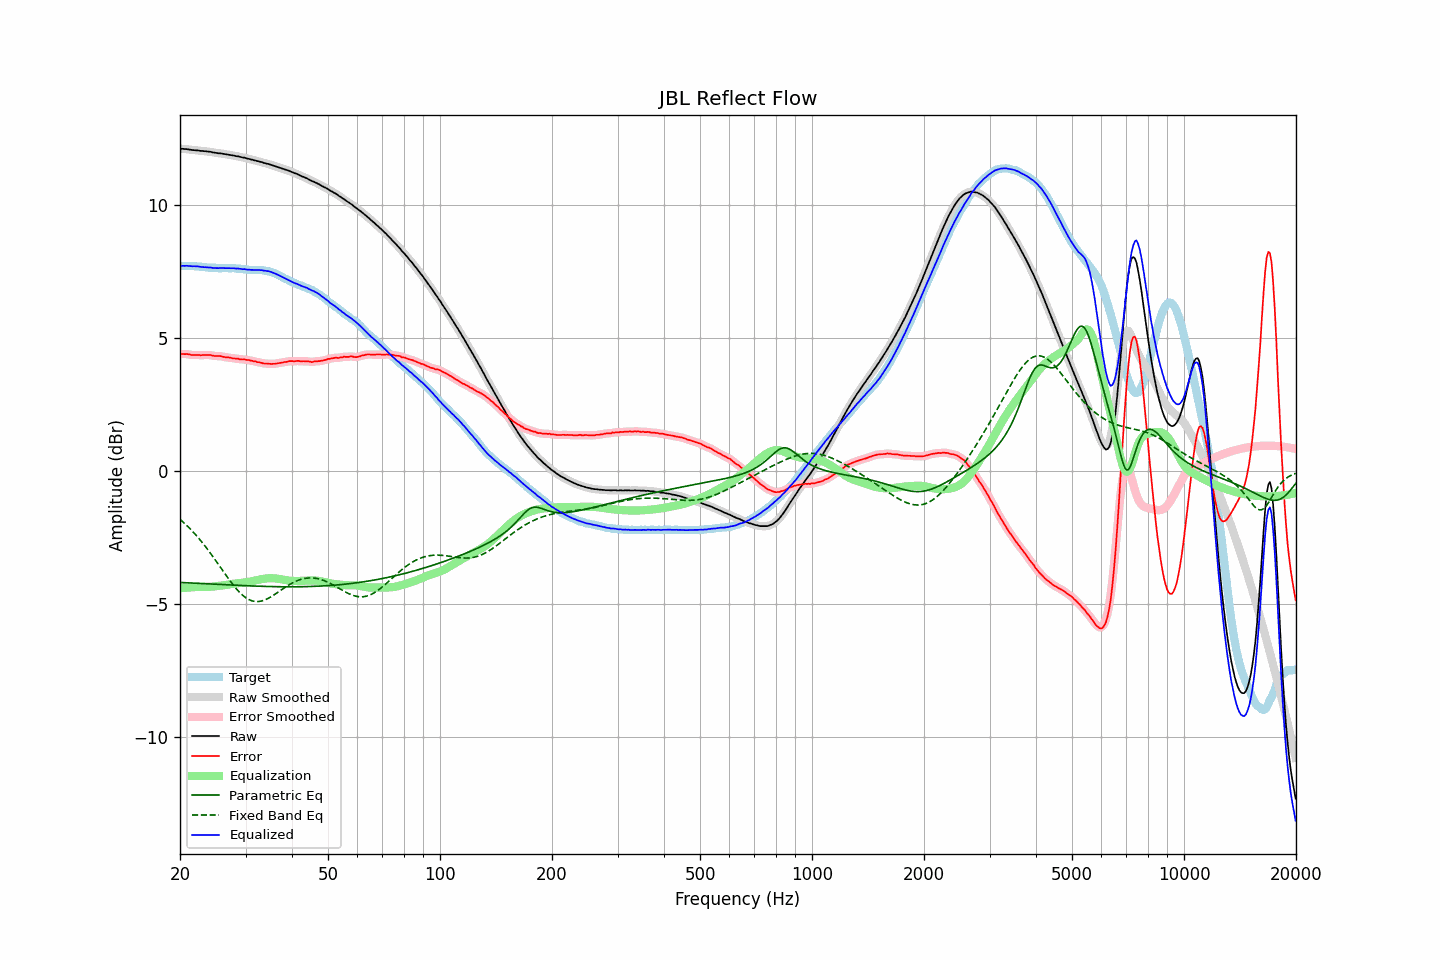 JBL Reflect Flow
Amplitude (dBr)
10
5
0
−5
−10
Target
Raw Smoothed
Error Smoothed
Raw
Error
Equalization
Parametric Eq
Fixed Band Eq
Equalized
20 50 100 200 500 1000 2000 5000 10000 20000
Frequency (Hz)